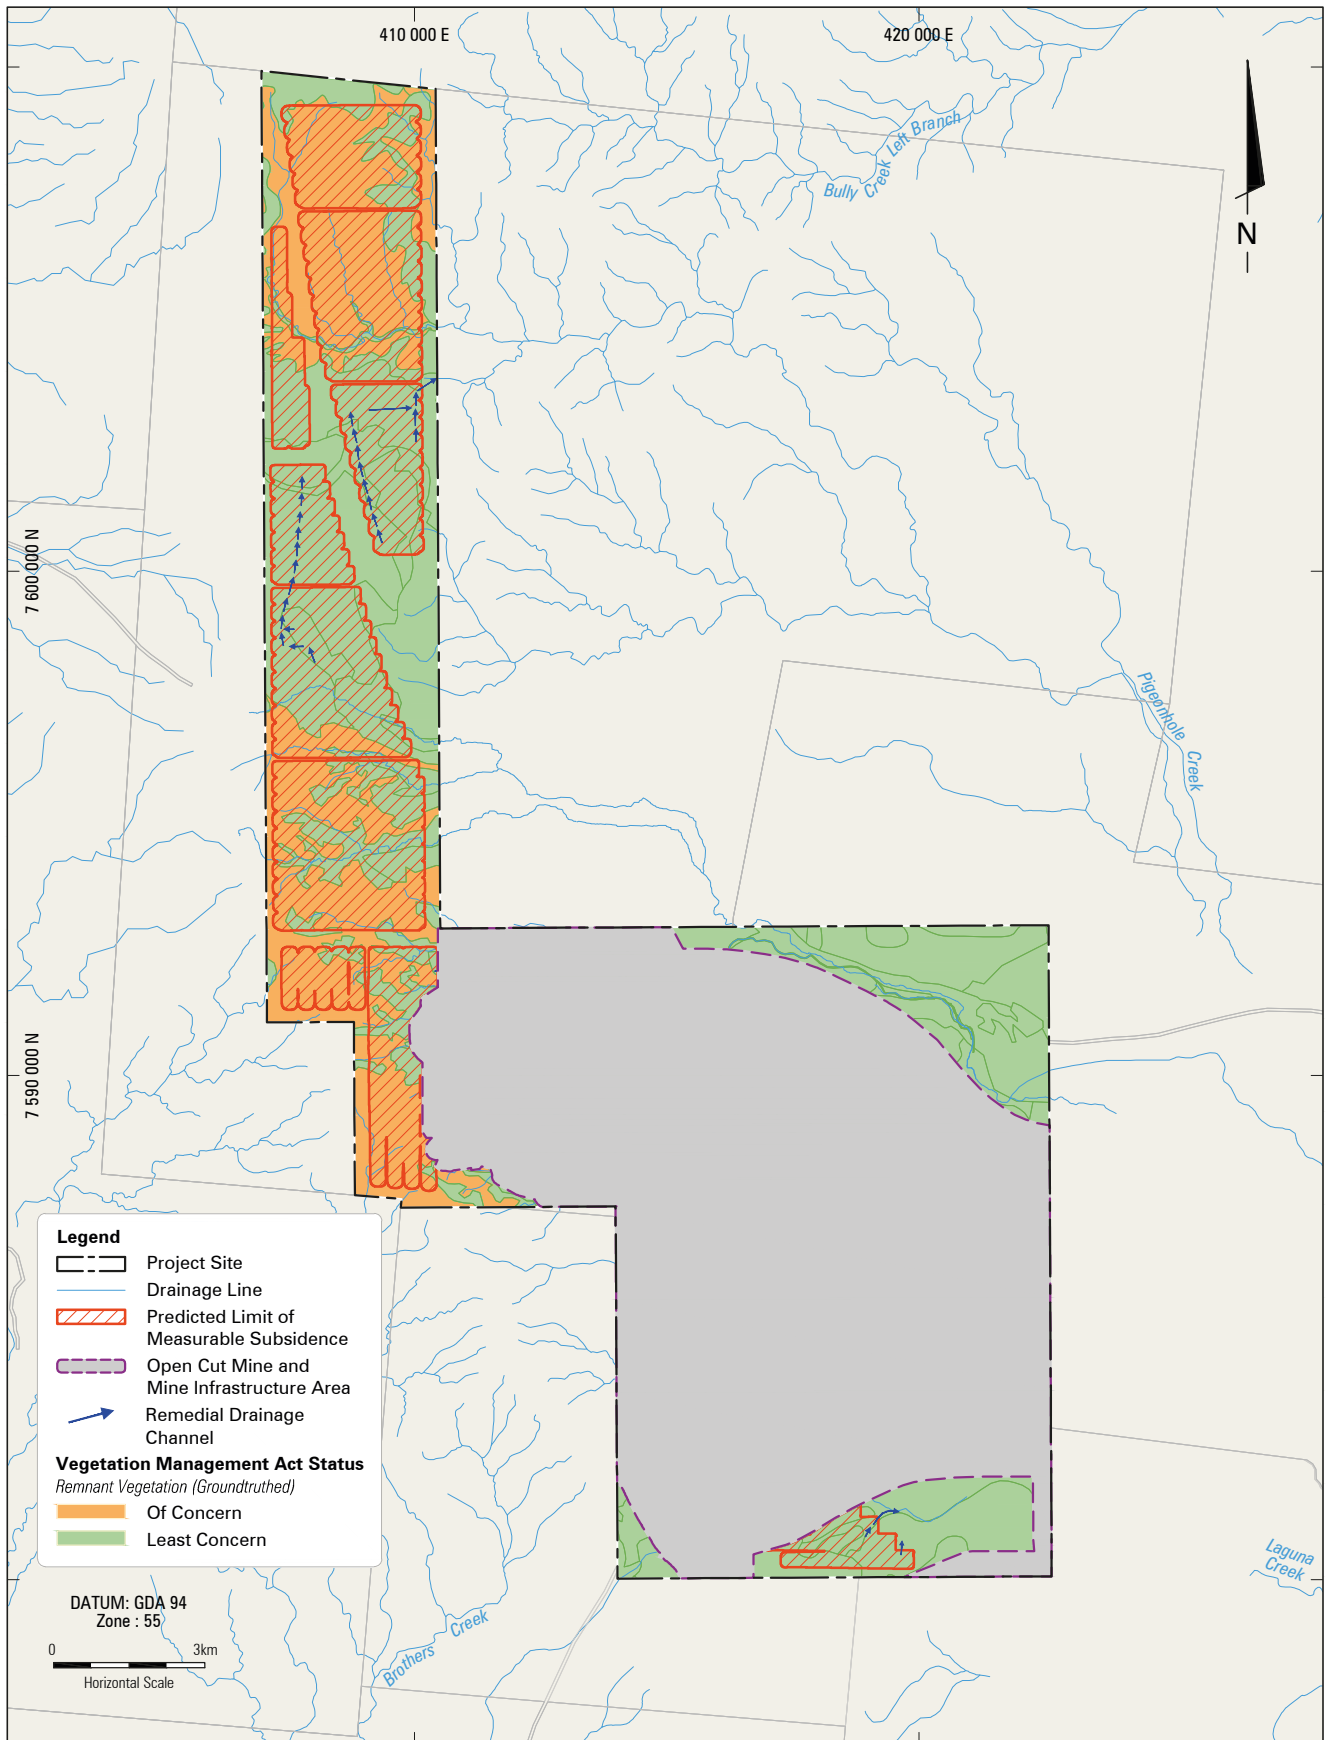 410 000 E
420 000 E
Bully Creek Left Branch
N
7 600 000 N
Pigeonhole Creek
7 590 000 N
Legend
Project Site
Drainage Line
Predicted Limit of
Measurable Subsidence
Open Cut Mine and
Mine Infrastructure Area
Remedial Drainage
Channel
Vegetation Management Act Status
Remnant Vegetation (Groundtruthed)
Of Concern
Least Concern
Laguna
Creek
DATUM: GDA 94
Zone : 55
0 3km
Horizontal Scale
Brothers Creek